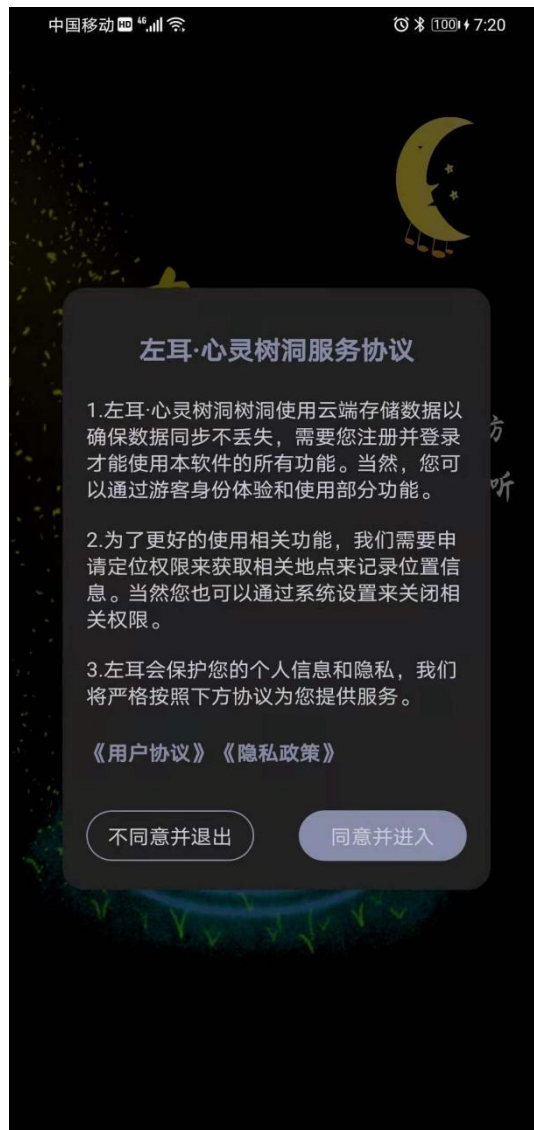 中国移动 HD 46 100 7:20
左耳·心灵树洞服务协议
1.左耳·心灵树洞树洞使用云端存储数据以
确保数据同步不丢失，需要您注册并登录
才能使用本软件的所有功能。当然，您可
以通过游客身份体验和使用部分功能。
2.为了更好的使用相关功能，我们需要申
请定位权限来获取相关地点来记录位置信
息。当然您也可以通过系统设置来关闭相
关权限。
3.左耳会保护您的个人信息和隐私，我们
将严格按照下方协议为您提供服务。
《用户协议》《隐私政策》
不同意并退出 同意并进入
听